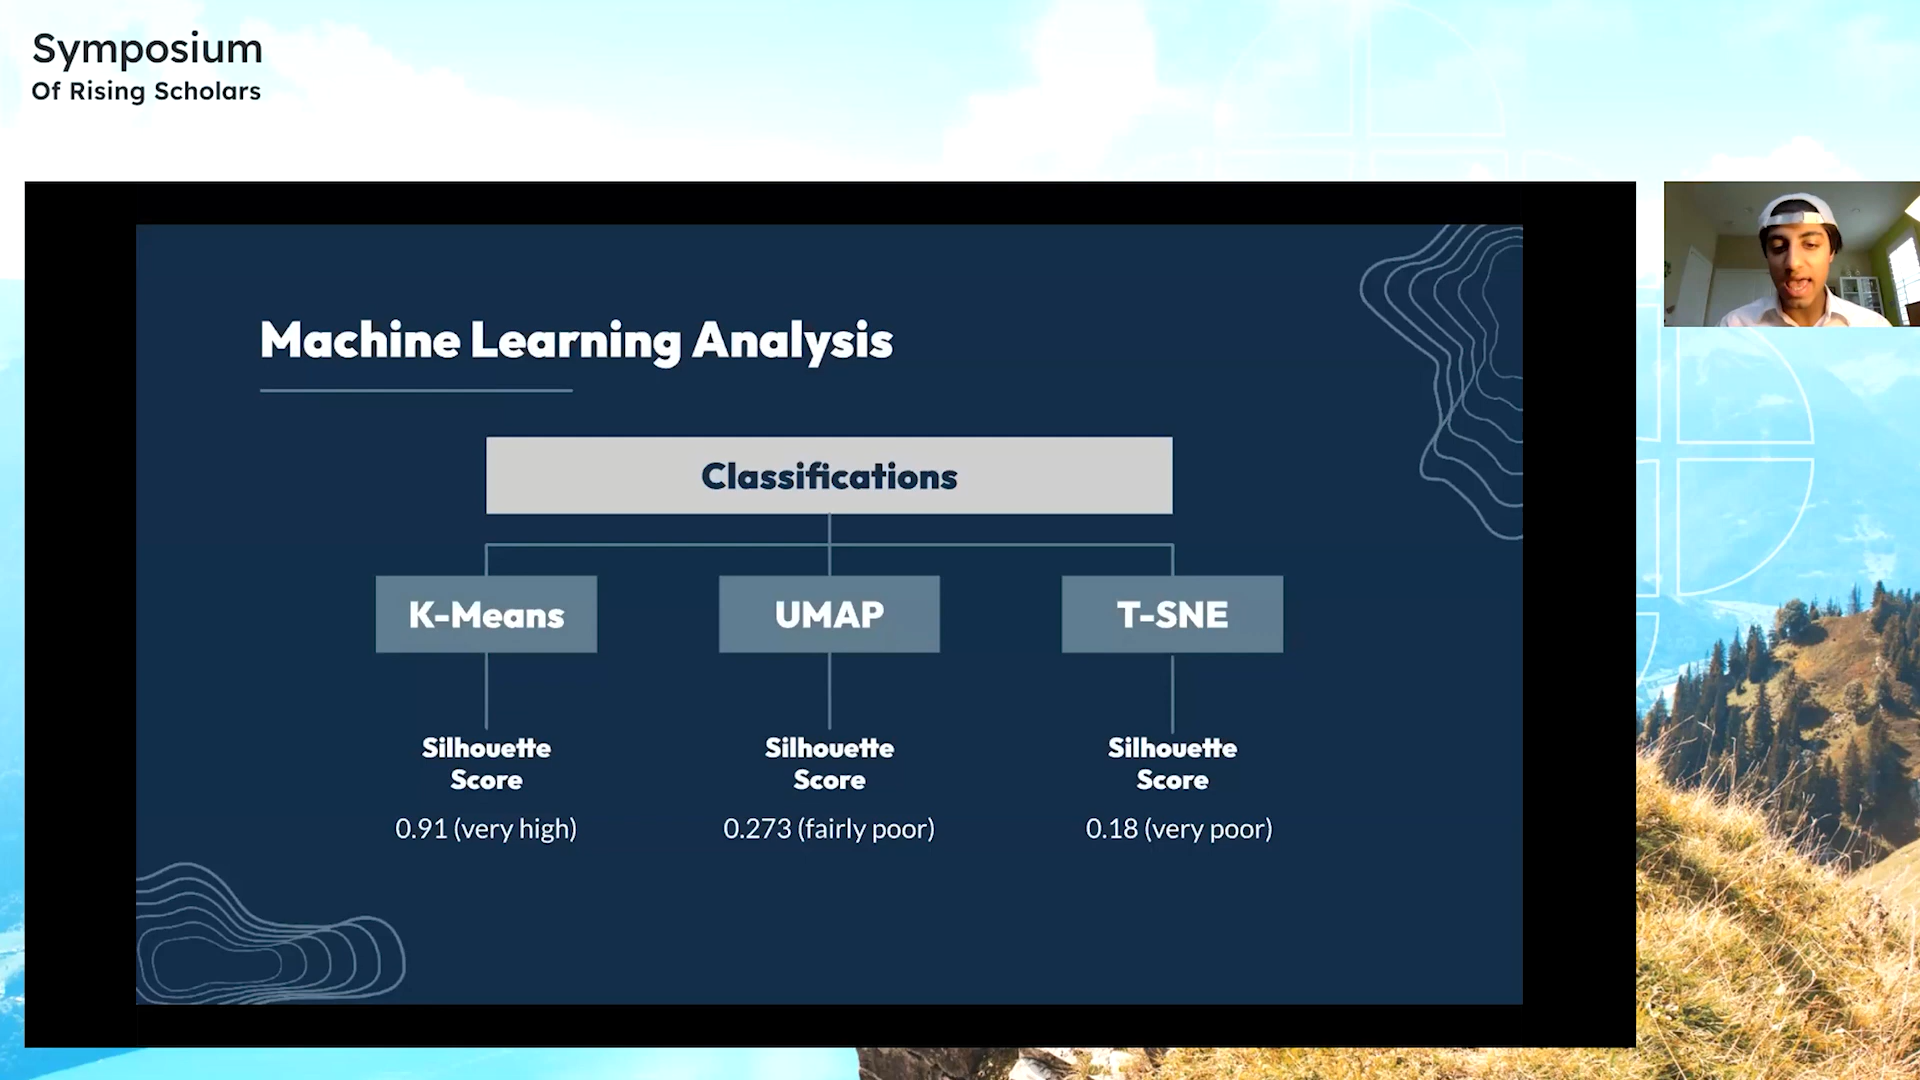 Symposium
Of Rising Scholars
Machine Learning Analysis
Classifications
K-Means
UMAP
T-SNE
Silhouette
Score
0.91 (very high)
Silhouette
Score
0.273 (fairly poor)
Silhouette
Score
0.18 (very poor)